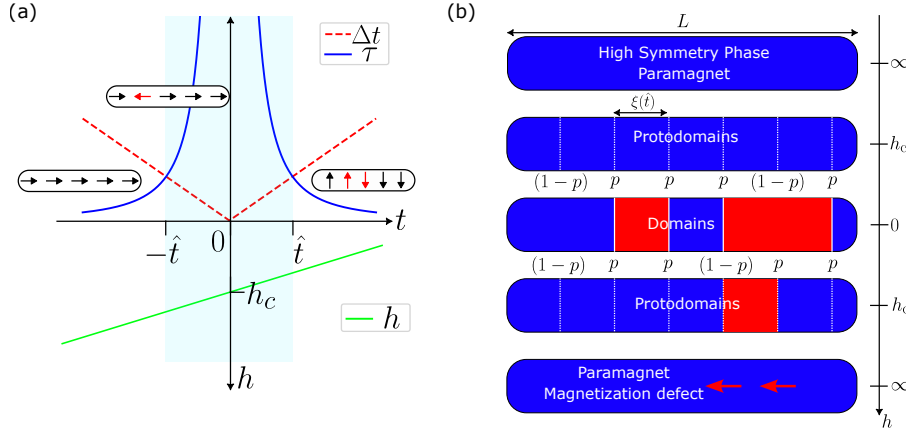 (a)
Δt
τ
t
0
−t̂
t̂
−h_c
h
h
(b)
L
High Symmetry Phase
Paramagnet
∞
ξ(t̂)
Protodomains
h_c
(1 − p) p p p (1 − p) p
Domains
0
(1 − p) p p (1 − p) p p
Protodomains
h_c
Paramagnet
Magnetization defect
∞
h